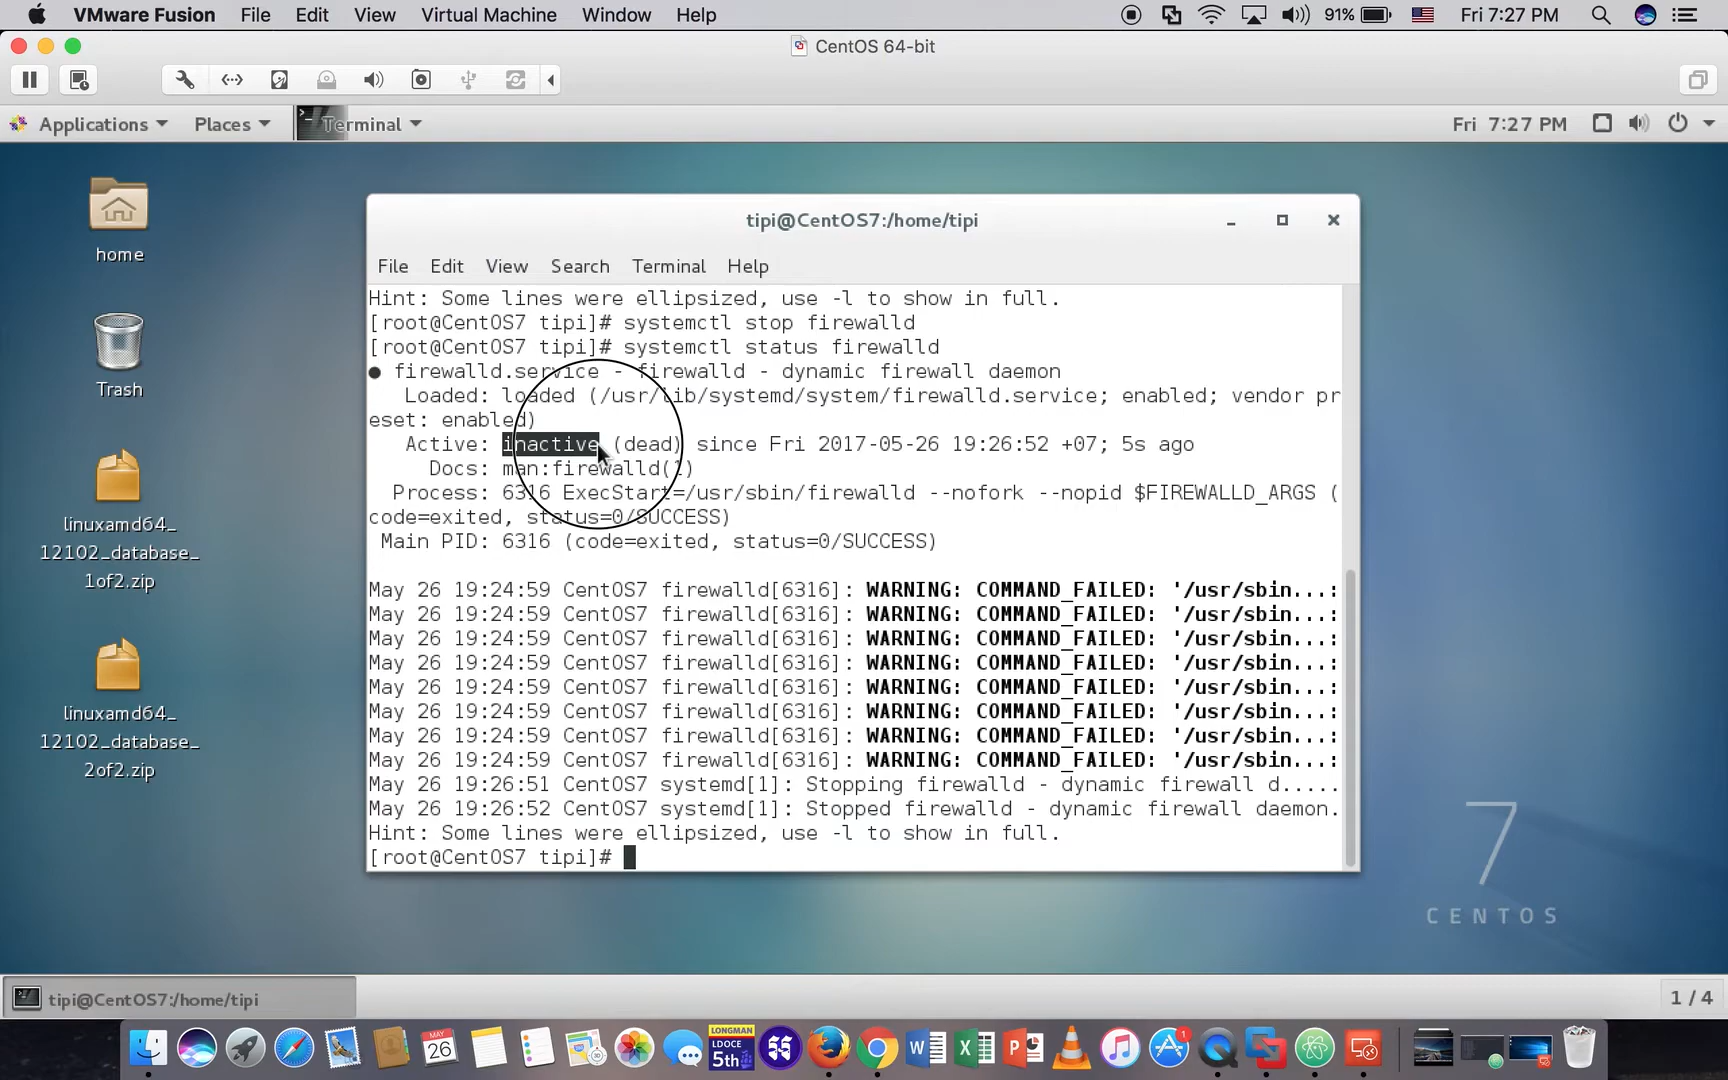 VMware Fusion File Edit View Virtual Machine Window Help 91% Fri 7:27 PM
CentOS 64-bit
Applications Places Terminal Fri 7:27 PM
home
Trash
linuxamd64_
12102_database_
1of2.zip
linuxamd64_
12102_database_
2of2.zip
tipi@CentOS7:/home/tipi
File Edit View Search Terminal Help
Hint: Some lines were ellipsized, use -l to show in full.
[root@CentOS7 tipi]# systemctl stop firewalld
[root@CentOS7 tipi]# systemctl status firewalld
● firewalld.service - firewalld - dynamic firewall daemon
Loaded: loaded (/usr/lib/systemd/system/firewalld.service; enabled; vendor pr
eset: enabled)
Active: inactive (dead) since Fri 2017-05-26 19:26:52 +07; 5s ago
Docs: man:firewalld(1)
Process: 6316 ExecStart=/usr/sbin/firewalld --nofork --nopid $FIREWALLD_ARGS (
code=exited, status=0/SUCCESS)
Main PID: 6316 (code=exited, status=0/SUCCESS)
May 26 19:24:59 CentOS7 firewalld[6316]: WARNING: COMMAND_FAILED: '/usr/sbin...:
May 26 19:24:59 CentOS7 firewalld[6316]: WARNING: COMMAND_FAILED: '/usr/sbin...:
May 26 19:24:59 CentOS7 firewalld[6316]: WARNING: COMMAND_FAILED: '/usr/sbin...:
May 26 19:24:59 CentOS7 firewalld[6316]: WARNING: COMMAND_FAILED: '/usr/sbin...:
May 26 19:24:59 CentOS7 firewalld[6316]: WARNING: COMMAND_FAILED: '/usr/sbin...:
May 26 19:24:59 CentOS7 firewalld[6316]: WARNING: COMMAND_FAILED: '/usr/sbin...:
May 26 19:24:59 CentOS7 firewalld[6316]: WARNING: COMMAND_FAILED: '/usr/sbin...:
May 26 19:24:59 CentOS7 firewalld[6316]: WARNING: COMMAND_FAILED: '/usr/sbin...:
May 26 19:26:51 CentOS7 systemd[1]: Stopping firewalld - dynamic firewall d.....
May 26 19:26:52 CentOS7 systemd[1]: Stopped firewalld - dynamic firewall daemon.
Hint: Some lines were ellipsized, use -l to show in full.
[root@CentOS7 tipi]#
7
CENTOS
tipi@CentOS7:/home/tipi 1 / 4
MAY
26
LONGMAN
LDOCE
5th
1